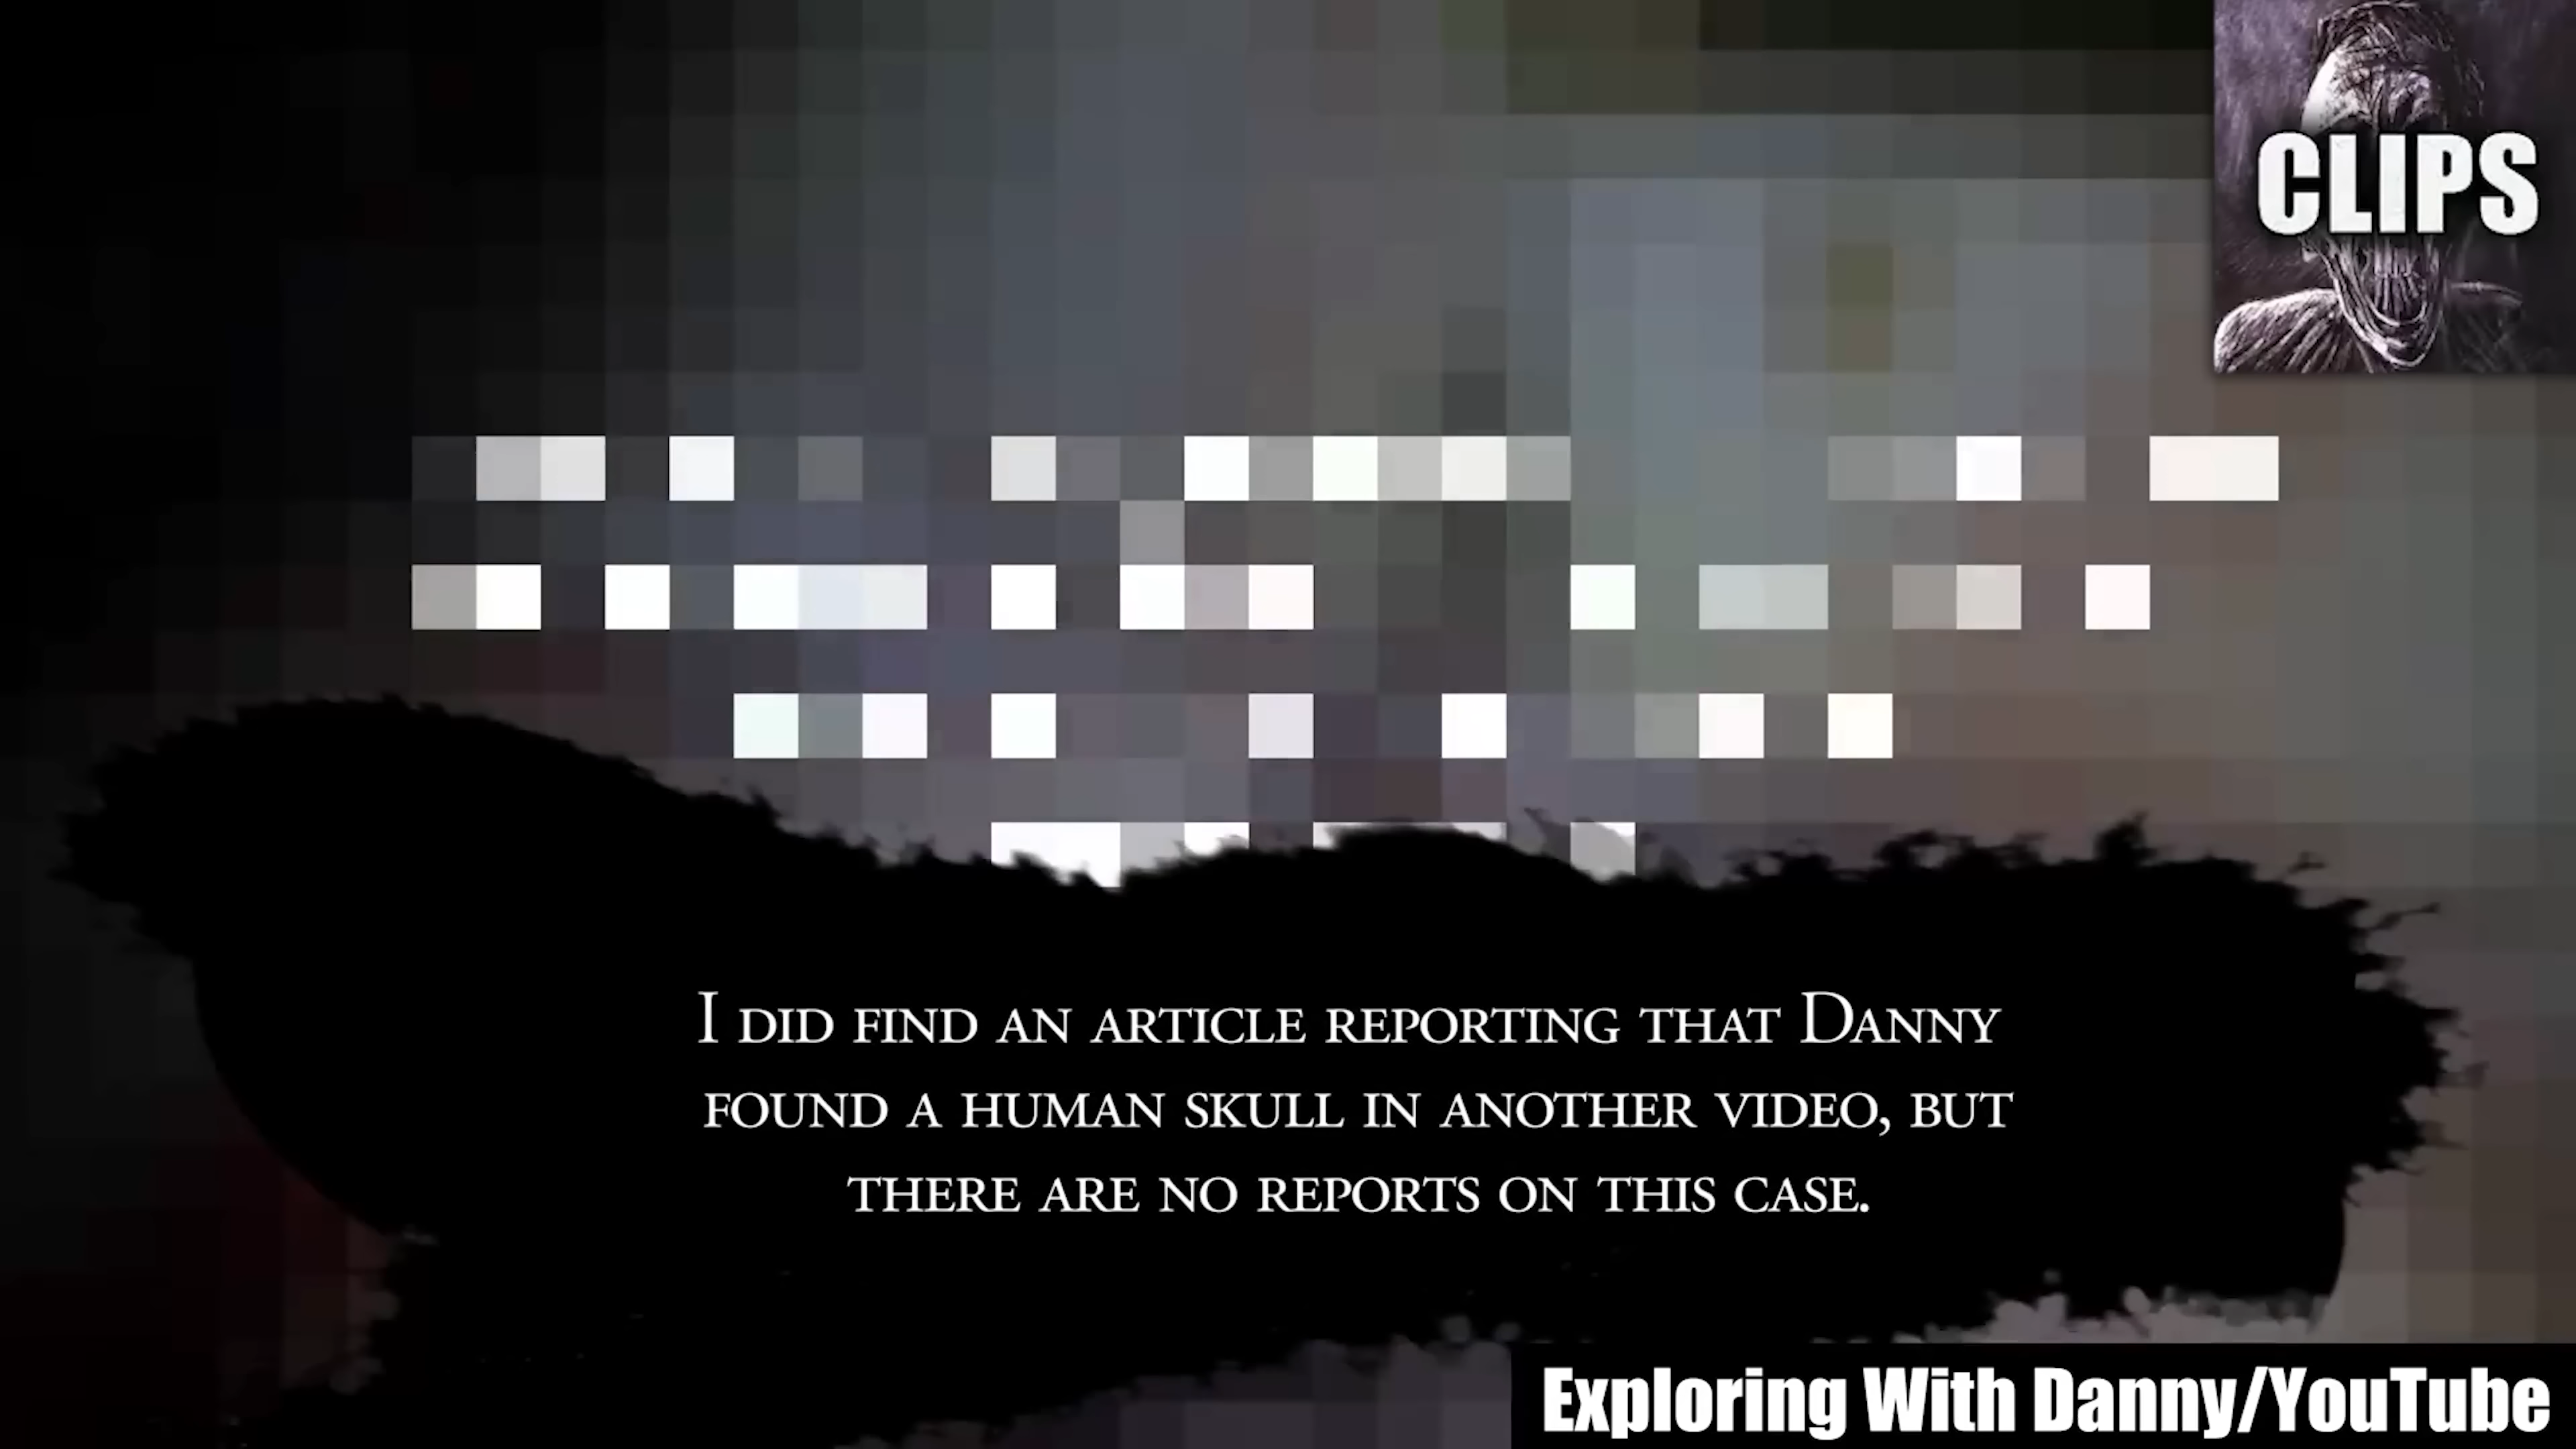 CLIPS
I DID FIND AN ARTICLE REPORTING THAT DANNY
FOUND A HUMAN SKULL IN ANOTHER VIDEO, BUT
THERE ARE NO REPORTS ON THIS CASE.
Exploring With Danny/YouTube